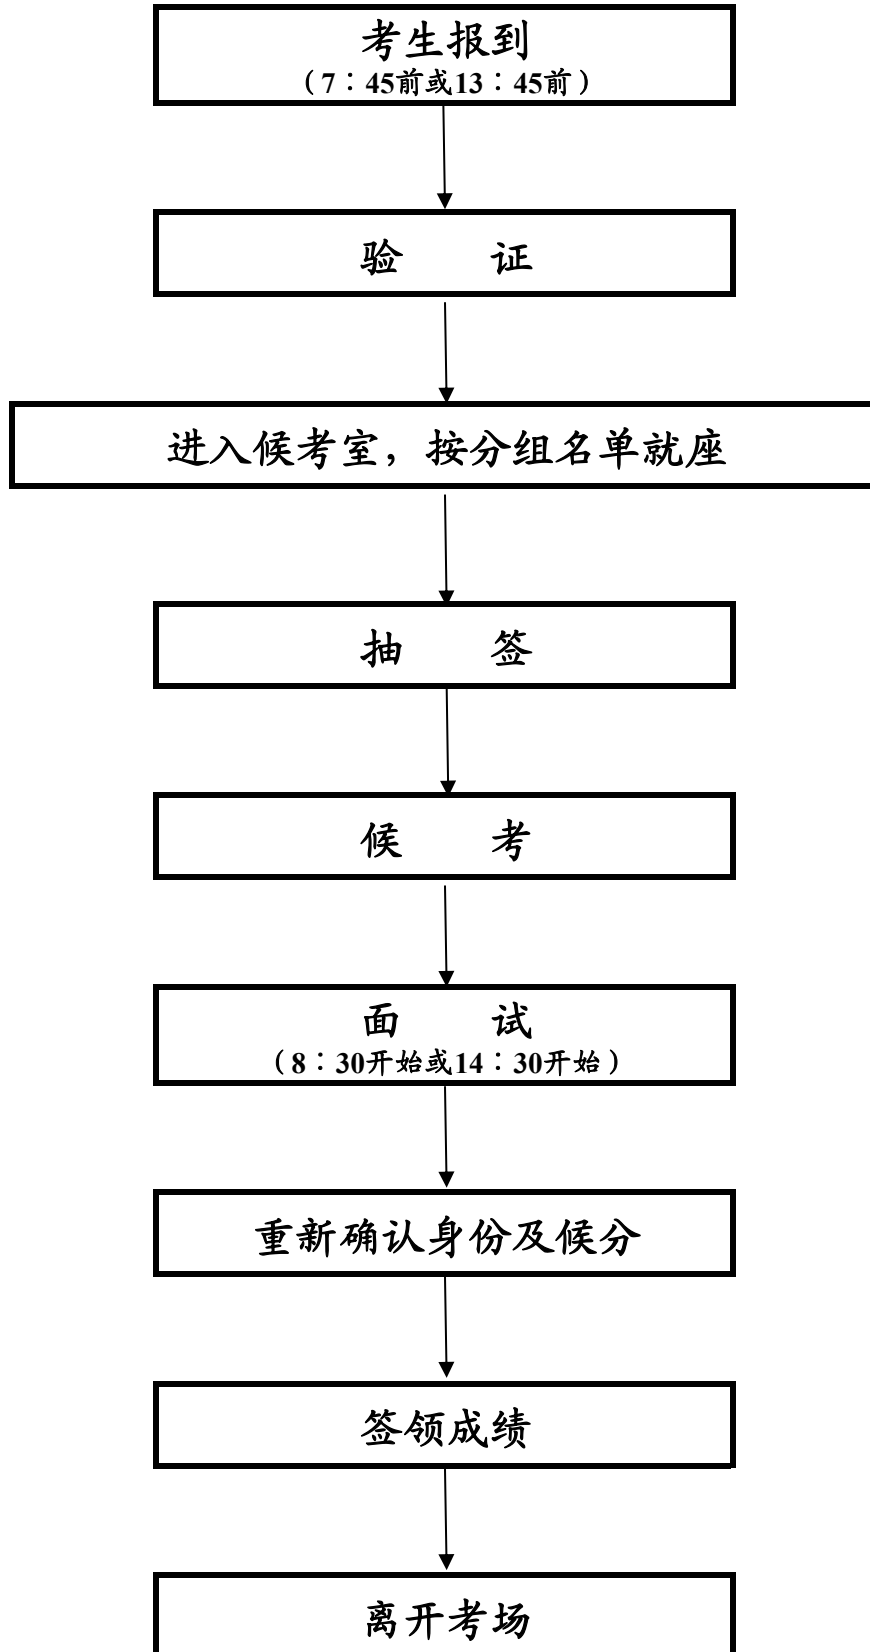 考生报到
（7：45前或13：45前）
验 证
进入候考室，按分组名单就座
抽 签
候 考
面 试
（8：30开始或14：30开始）
重新确认身份及候分
签领成绩
离开考场